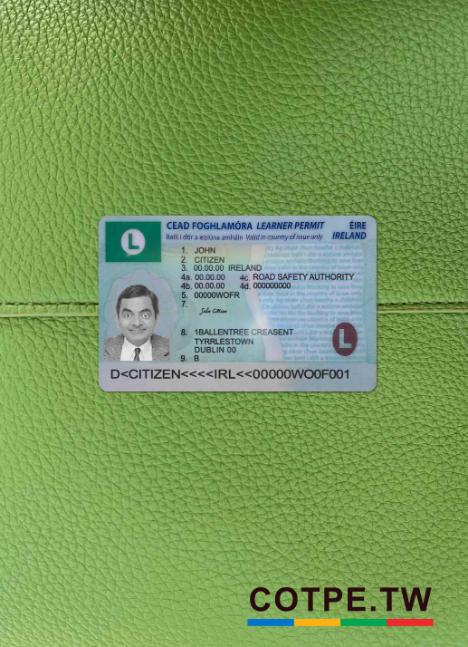 CEAD FOGHLAMÓRA LEARNER PERMIT ÉIRE
Bailí i dtír a eisiúna amháin Valid in country of issue only IRELAND
L
1. JOHN
2. CITIZEN
3. 00.00.00 IRELAND
4a. 00.00.00 4c. ROAD SAFETY AUTHORITY
4b. 00.00.00 4d. 000000000
5. 00000WOFR
7.
John Citizen
8. 1BALLENTREE CREASENT
TYRRLESTOWN
DUBLIN 00
L
9. B
D<CITIZEN<<<<IRL<<00000WO0F001
COTPE.TW